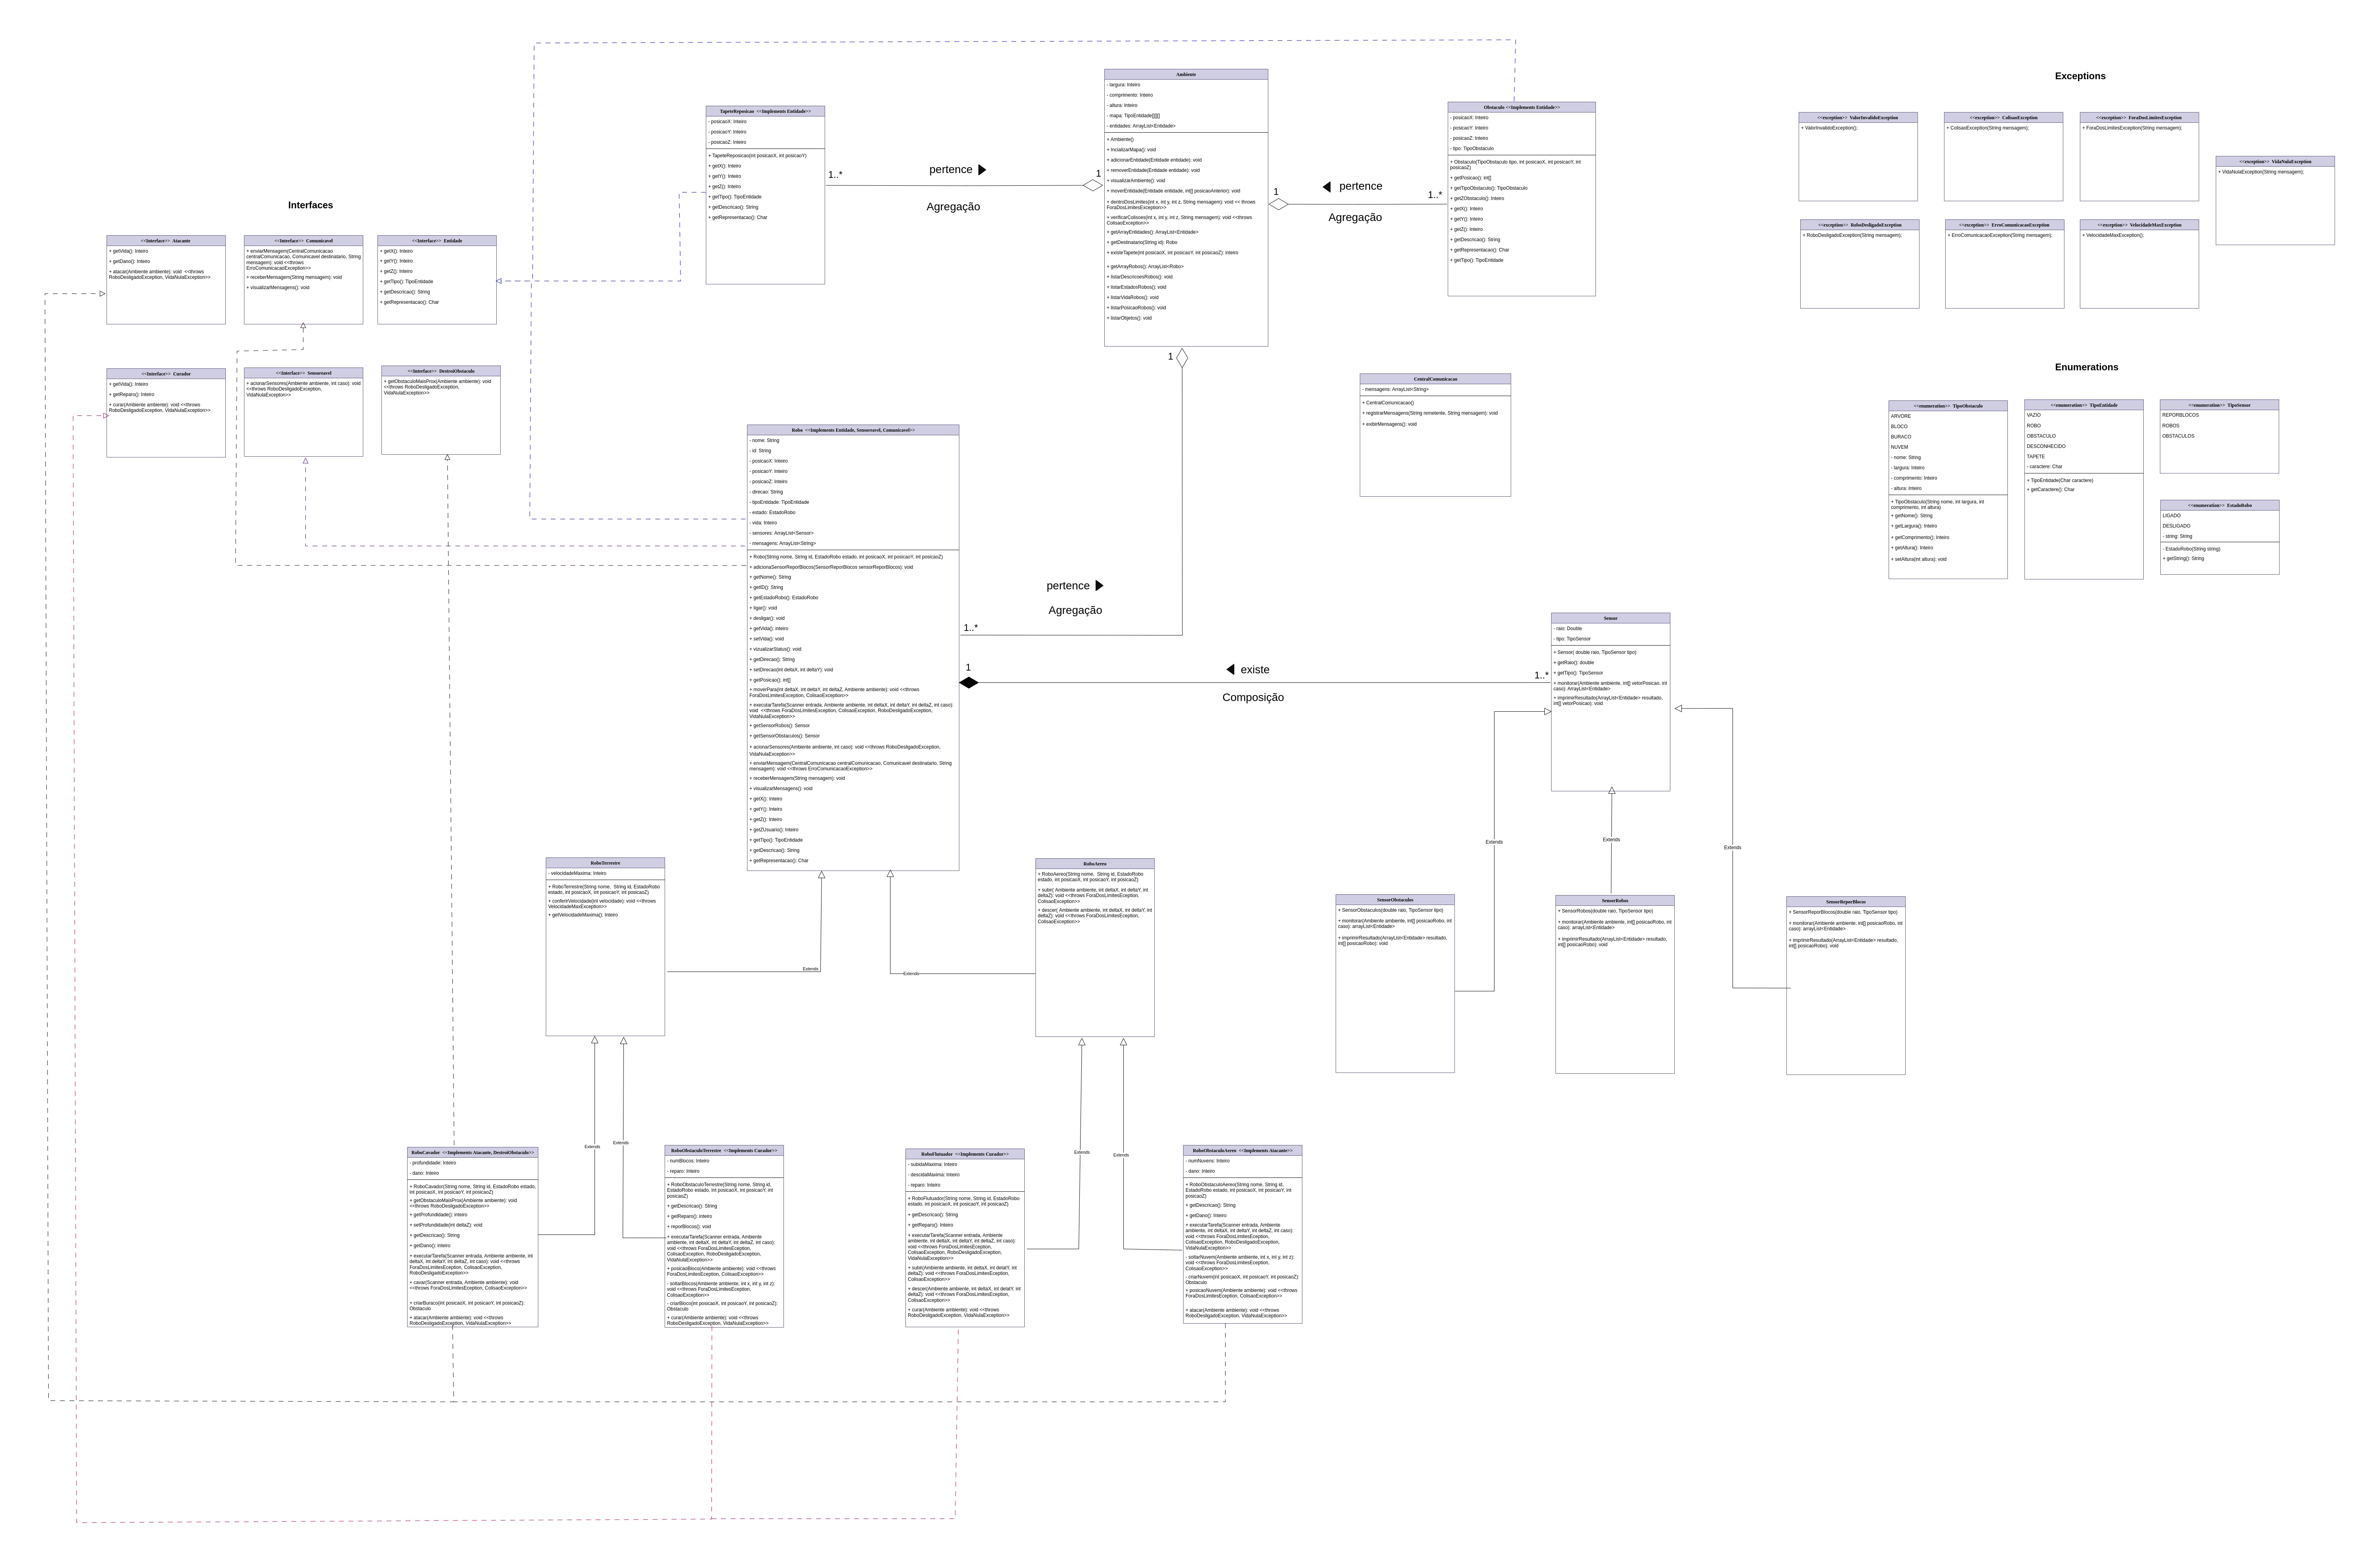 Interfaces
<<Interface>> Atacante
+ getVida(): Inteiro
+ getDano(): Inteiro
+ atacar(Ambiente ambiente): void <<throws
RoboDesligadoException, VidaNulaException>>
<<Interface>> Comunicavel
+ enviarMensagem(CentralComunicacao
centralComunicacao, Comunicavel destinatario, String
mensagem): void <<throws
ErroComunicacaoException>>
+ receberMensagem(String mensagem): void
+ visualizarMensagens(): void
<<Interface>> Entidade
+ getX(): Inteiro
+ getY(): Inteiro
+ getZ(): Inteiro
+ getTipo(): TipoEntidade
+ getDescricao(): String
+ getRepresentacao(): Char
<<Interface>> Curador
+ getVida(): Inteiro
+ getReparo(): Inteiro
+ curar(Ambiente ambiente): void <<throws
RoboDesligadoException, VidaNulaException>>
<<Interface>> Sensoreavel
+ acionarSensores(Ambiente ambiente, int caso): void
<<throws RoboDesligadoException,
VidaNulaException>>
<<Interface>> DestroiObstaculo
+ getObstaculoMaisProx(Ambiente ambiente): void
<<throws RoboDesligadoException,
VidaNulaException>>
TapeteReposicao <<Implements Entidade>>
- posicaoX: Inteiro
- posicaoY: Inteiro
- posicaoZ: Inteiro
+ TapeteReposicao(int posicaoX, int posicaoY)
+ getX(): Inteiro
+ getY(): Inteiro
+ getZ(): Inteiro
+ getTipo(): TipoEntidade
+ getDescricao(): String
+ getRepresentacao(): Char
1..*
pertence
Agregação
1
Ambiente
- largura: Inteiro
- comprimento: Inteiro
- altura: Inteiro
- mapa: TipoEntidade[][][]
- entidades: ArrayList<Entidade>
+ Ambiente()
+ IncializarMapa(): void
+ adicionarEntidade(Entidade entidade): void
+ removerEntidade(Entidade entidade): void
+ visualizarAmbiente(): void
+ moverEntidade(Entidade entidade, int[] posicaoAnterior): void
+ dentroDosLimites(int x, int y, int z, String mensagem): void << throws
ForaDosLimitesException>>
+ verificarColisoes(int x, int y, int z, String mensagem): void <<throws
ColisaoException>>
+ getArrayEntidades(): ArrayList<Entidade>
+ getDestinatario(String id): Robo
+ existeTapete(int posicaoX, int posicaoY, int posicaoZ): inteiro
+ getArrayRobos(): ArrayList<Robo>
+ listarDescricoesRobos(): void
+ listarEstadosRobos(): void
+ listarVidaRobos(): void
+ listarPosicaoRobos(): void
+ listarObjetos(): void
1
pertence
1..*
Agregação
1
Obstaculo <<Implements Entidade>>
- posicaoX: Inteiro
- posicaoY: Inteiro
- posicaoZ: Inteiro
- tipo: TipoObstaculo
+ Obstaculo(TipoObstaculo tipo, int posicaoX, int posicaoY, int
posicaoZ)
+ getPosicao(): int[]
+ getTipoObstaculo(): TipoObstaculo
+ getZObstaculo(): Inteiro
+ getX(): Inteiro
+ getY(): Inteiro
+ getZ(): Inteiro
+ getDescricao(): String
+ getRepresentacao(): Char
+ getTipo(): TipoEntidade
Exceptions
<<exception>> ValorInvalidoException
+ ValorInvalidoException();
<<exception>> ColisaoException
+ ColisaoException(String mensagem);
<<exception>> ForaDosLimitesException
+ ForaDosLimitesException(String mensagem);
<<exception>> VidaNulaException
+ VidaNulaException(String mensagem);
<<exception>> RoboDesligadoException
+ RoboDesligadoException(String mensagem);
<<exception>> ErroComunicacaoException
+ ErroComunicacaoException(String mensagem);
<<exception>> VelocidadeMaxException
+ VelocidadeMaxException();
Enumerations
<<enumeration>> TipoObstaculo
ARVORE
BLOCO
BURACO
NUVEM
- nome: String
- largura: Inteiro
- comprimento: Inteiro
- altura: Inteiro
+ TipoObstaculo(String nome, int largura, int
comprimento, int altura)
+ getNome(): String
+ getLargura(): Inteiro
+ getComprimento(): Inteiro
+ getAltura(): Inteiro
+ setAltura(int altura): void
<<enumeration>> TipoEntidade
VAZIO
ROBO
OBSTACULO
DESCONHECIDO
TAPETE
- caractere: Char
+ TipoEntidade(Char caractere)
+ getCaractere(): Char
<<enumeration>> TipoSensor
REPORBLOCOS
ROBOS
OBSTACULOS
<<enumeration>> EstadoRobo
LIGADO
DESLIGADO
- string: String
- EstadoRobo(String string)
+ getString(): String
CentralComunicacao
- mensagens: ArrayList<String>
+ CentralComunicacao()
+ registrarMensagens(String remetente, String mensagem): void
+ exibirMensagens(): void
Robo <<Implements Entidade, Sensoreavel, Comunicavel>>
- nome: String
- id: String
- posicaoX: Inteiro
- posicaoY: Inteiro
- posicaoZ: Inteiro
- direcao: String
- tipoEntidade: TipoEntidade
- estado: EstadoRobo
- vida: Inteiro
- sensores: ArrayList<Sensor>
- mensagens: ArrayList<String>
+ Robo(String nome, String id, EstadoRobo estado, int posicaoX, int posicaoY, int posicaoZ)
+ adicionaSensorReporBlocos(SensorReporBlocos sensorReporBlocos): void
+ getNome(): String
+ getID(): String
+ getEstadoRobo(): EstadoRobo
+ ligar(): void
+ desligar(): void
+ getVida(): inteiro
+ setVida(): void
+ vizualizarStatus(): void
+ getDirecao(): String
+ setDirecao(int deltaX, int deltaY): void
+ getPosicao(): int[]
+ moverPara(int deltaX, int deltaY, int deltaZ, Ambiente ambiente): void <<throws
ForaDosLimitesException, ColisaoException>>
+ executarTarefa(Scanner entrada, Ambiente ambiente, int deltaX, int deltaY, int deltaZ, int caso):
void <<throws ForaDosLimitesEception, ColisaoException, RoboDesligadoException,
VidaNulaException>>
+ getSensorRobos(): Sensor
+ getSensorObstaculos(): Sensor
+ acionarSensores(Ambiente ambiente, int caso): void <<throws RoboDesligadoException,
VidaNulaException>>
+ enviarMensagem(CentralComunicacao centralComunicacao, Comunicavel destinatario, String
mensagem): void <<throws ErroComunicacaoException>>
+ receberMensagem(String mensagem): void
+ visualizarMensagens(): void
+ getX(): Inteiro
+ getY(): Inteiro
+ getZ(): Inteiro
+ getZUsuario(): Inteiro
+ getTipo(): TipoEntidade
+ getDescricao(): String
+ getRepresentacao(): Char
pertence
Agregação
1..*
1
existe
Composição
1..*
Sensor
- raio: Double
- tipo: TipoSensor
+ Sensor( double raio, TipoSensor tipo)
+ getRaio(): double
+ getTipo(): TipoSensor
+ monitorar(Ambiente ambiente, int[] vetorPosicao, int
caso): ArrayList<Entidade>
+ imprimirResultado(ArrayList<Entidade> resultado,
int[] vetorPosicao): void
Extends
Extends
Extends
RoboTerrestre
- velocidadeMaxima: Inteiro
+ RoboTerrestre(String nome, String id, EstadoRobo
estado, int posicaoX, int posicaoY, int posicaoZ)
+ conferirVelocidade(int velocidade): void <<throws
VelocidadeMaxException>>
+ getVelocidadeMaxima(): Inteiro
Extends
Extends
RoboAereo
+ RoboAereo(String nome, String id, EstadoRobo
estado, int posicaoX, int posicaoY, int posicaoZ)
+ subir( Ambiente ambiente, int deltaX, int deltaY, int
deltaZ): void <<throws ForaDosLimitesException,
ColisaoException>>
+ descer( Ambiente ambiente, int deltaX, int deltaY, int
deltaZ): void <<throws ForaDosLimitesException,
ColisaoException>>
SensorObstaculos
+ SensorObstaculos(double raio, TipoSensor tipo)
+ monitorar(Ambiente ambiente, int[] posicaoRobo, int
caso): arrayList<Entidade>
+ imprimirResultado(ArrayList<Entidade> resultado,
int[] posicaoRobo): void
SensorRobos
+ SensorRobos(double raio, TipoSensor tipo)
+ monitorar(Ambiente ambiente, int[] posicaoRobo, int
caso): arrayList<Entidade>
+ imprimirResultado(ArrayList<Entidade> resultado,
int[] posicaoRobo): void
SensorReporBlocos
+ SensorReporBlocos(double raio, TipoSensor tipo)
+ monitorar(Ambiente ambiente, int[] posicaoRobo, int
caso): arrayList<Entidade>
+ imprimirResultado(ArrayList<Entidade> resultado,
int[] posicaoRobo): void
Extends
Extends
Extends
Extends
RoboCavador <<Implements Atacante, DestroiObstaculo>>
- profundidade: Inteiro
- dano: Inteiro
+ RoboCavador(String nome, String id, EstadoRobo estado,
int posicaoX, int posicaoY, int posicaoZ)
+ getObstaculoMaisProx(Ambiente ambiente): void
<<throws RoboDesligadoException>>
+ getProfundidade(): inteiro
+ setProfundidade(int deltaZ): void
+ getDescricao(): String
+ getDano(): inteiro
+ executarTarefa(Scanner entrada, Ambiente ambiente, int
deltaX, int deltaY, int deltaZ, int caso): void <<throws
ForaDosLimitesEception, ColisaoException,
RoboDesligadoException>>
+ cavar(Scanner entrada, Ambiente ambiente): void
<<throws ForaDosLimitesException, ColisaoException>>
+ criarBuraco(int posicaoX, int posicaoY, int posicaoZ):
Obstaculo
+ atacar(Ambiente ambiente): void <<throws
RoboDesligadoException, VidaNulaException>>
RoboObstaculoTerrestre <<Implements Curador>>
- numBlocos: Inteiro
- reparo: Inteiro
+ RoboObstaculoTerrestre(String nome, String id,
EstadoRobo estado, int posicaoX, int posicaoY, int
posicaoZ)
+ getDescricao(): String
+ getReparo(): inteiro
+ reporBlocos(): void
+ executarTarefa(Scanner entrada, Ambiente
ambiente, int deltaX, int deltaY, int deltaZ, int caso):
void <<throws ForaDosLimitesEception,
ColisaoException, RoboDesligadoException,
VidaNulaException>>
+ posicaoBloco(Ambiente ambiente): void <<throws
ForaDosLimitesException, ColisaoException>>
- soltarBlocos(Ambiente ambiente, int x, int y, int z):
void <<throws ForaDosLimitesException,
ColisaoException>>
- criarBloco(int posicaoX, int posicaoY, int posicaoZ):
Obstaculo
+ curar(Ambiente ambiente): void <<throws
RoboDesligadoException, VidaNulaException>>
RoboFlutuador <<Implements Curador>>
- subidaMaxima: Inteiro
- descidaMaxima: Inteiro
- reparo: Inteiro
+ RoboFlutuador(String nome, String id, EstadoRobo
estado, int posicaoX, int posicaoY, int posicaoZ)
+ getDescricao(): String
+ getReparo(): Inteiro
+ executarTarefa(Scanner entrada, Ambiente
ambiente, int deltaX, int deltaY, int deltaZ, int caso):
void <<throws ForaDosLimitesEception,
ColisaoException, RoboDesligadoException,
VidaNulaException>>
+ subir(Ambiente ambiente, int deltaX, int delatY, int
deltaZ): void <<throws ForaDosLimitesException,
ColisaoException>>
+ descer(Ambiente ambiente, int deltaX, int delatY, int
deltaZ): void <<throws ForaDosLimitesException,
ColisaoException>>
+ curar(Ambiente ambiente): void <<throws
RoboDesligadoException, VidaNulaException>>
RoboObstaculoAereo <<Implements Atacante>>
- numNuvens: Inteiro
- dano: Inteiro
+ RoboObstaculoAereo(String nome, String id,
EstadoRobo estado, int posicaoX, int posicaoY, int
posicaoZ)
+ getDescricao(): String
+ getDano(): Inteiro
+ executarTarefa(Scanner entrada, Ambiente
ambiente, int deltaX, int deltaY, int deltaZ, int caso):
void <<throws ForaDosLimitesEception,
ColisaoException, RoboDesligadoException,
VidaNulaException>>
- soltarNuvem(Ambiente ambiente, int x, int y, int z):
void <<throws ForaDosLimitesException,
ColisaoException>>
- criarNuvem(int posicaoX, int posicaoY, int posicaoZ):
Obstaculo
+ posicaoNuvem(Ambiente ambiente): void <<throws
ForaDosLimitesException, ColisaoException>>
+ atacar(Ambiente ambiente): void <<throws
RoboDesligadoException, VidaNulaException>>